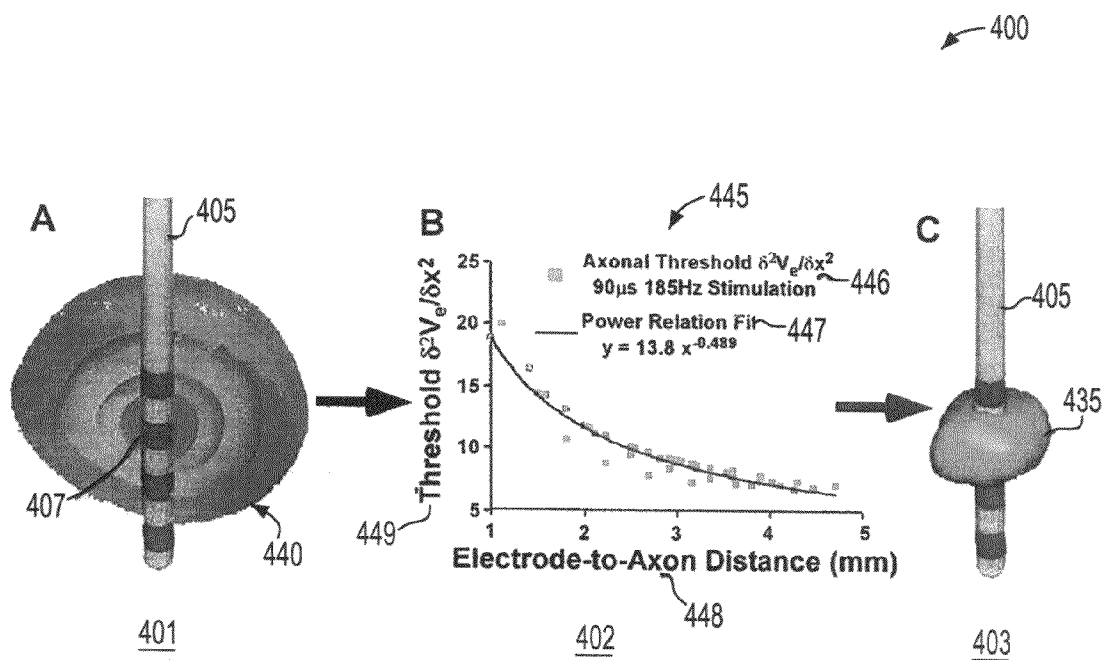 400
A
405
407
440
401
B
445
Axonal Threshold δ²Vₑ/δx²
90μs 185Hz Stimulation
446
Power Relation Fit
447
y = 13.8 x⁻⁰·⁴⁸⁹
Threshold δ²Vₑ/δx²
449
25
20
15
10
5
1
2
3
4
5
Electrode-to-Axon Distance (mm)
448
402
C
405
435
403